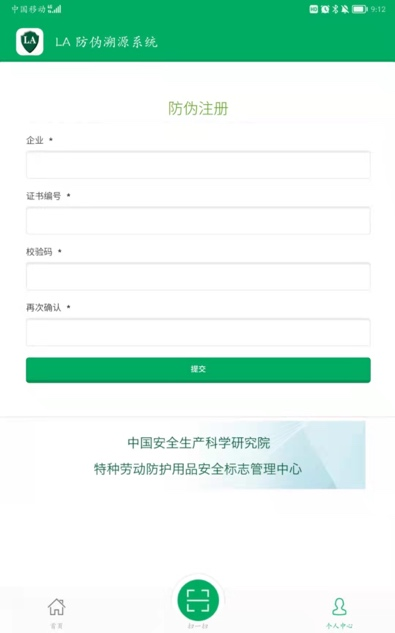 中国移动
HD
9:12
LA
LA 防伪溯源系统
防伪注册
企业 *
证书编号 *
校验码 *
再次确认 *
提交
中国安全生产科学研究院
特种劳动防护用品安全标志管理中心
首页
扫一扫
个人中心